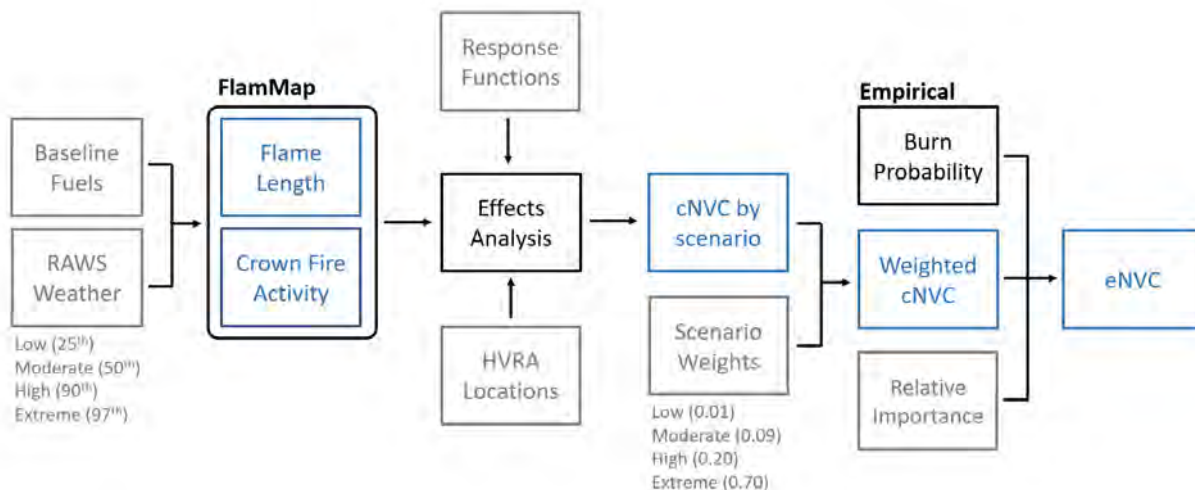 Response
Functions
FlamMap
Empirical
Baseline
Fuels
Flame
Length
Burn
Probability
Effects
Analysis
cNVC by
scenario
RAWS
Weather
Crown Fire
Activity
Weighted
cNVC
eNVC
Low (25th)
Moderate (50th)
High (90th)
Extreme (97th)
HVRA
Locations
Scenario
Weights
Relative
Importance
Low (0.01)
Moderate (0.09)
High (0.20)
Extreme (0.70)